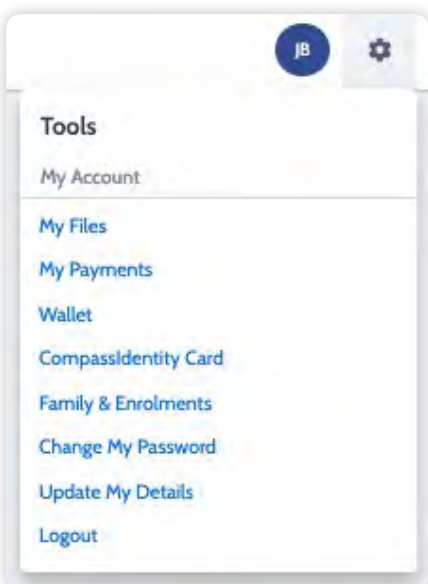 JB
Tools
My Account
My Files
My Payments
Wallet
CompassIdentity Card
Family & Enrolments
Change My Password
Update My Details
Logout